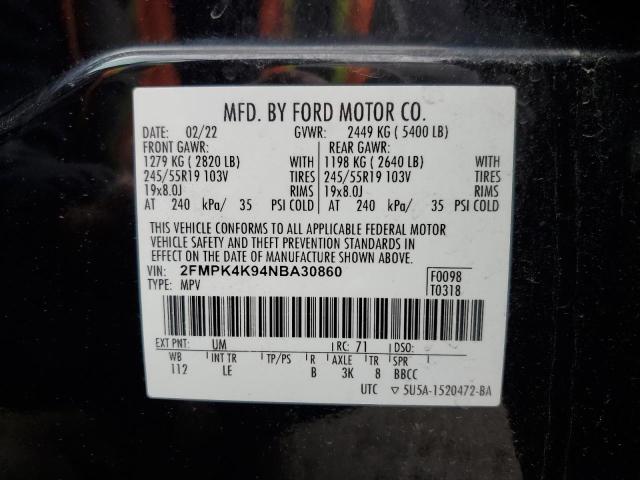 MFD. BY FORD MOTOR CO.
DATE: 02/22 GVWR: 2449 KG ( 5400 LB)
FRONT GAWR: REAR GAWR:
1279 KG ( 2820 LB) WITH 1198 KG ( 2640 LB) WITH
245/55R19 103V TIRES 245/55R19 103V TIRES
19x8.0J RIMS 19x8.0J RIMS
AT 240 kPa/ 35 PSI COLD AT 240 kPa/ 35 PSI COLD
THIS VEHICLE CONFORMS TO ALL APPLICABLE FEDERAL MOTOR
VEHICLE SAFETY AND THEFT PREVENTION STANDARDS IN
EFFECT ON THE DATE OF MANUFACTURE SHOWN ABOVE.
VIN: 2FMPK4K94NBA30860 F0098
TYPE: MPV T0318
EXT PNT: UM RC: 71 DSO:
WB INT TR TP/PS R AXLE TR SPR
112 LE B 3K 8 BBCC
UTC 5U5A-1520472-BA